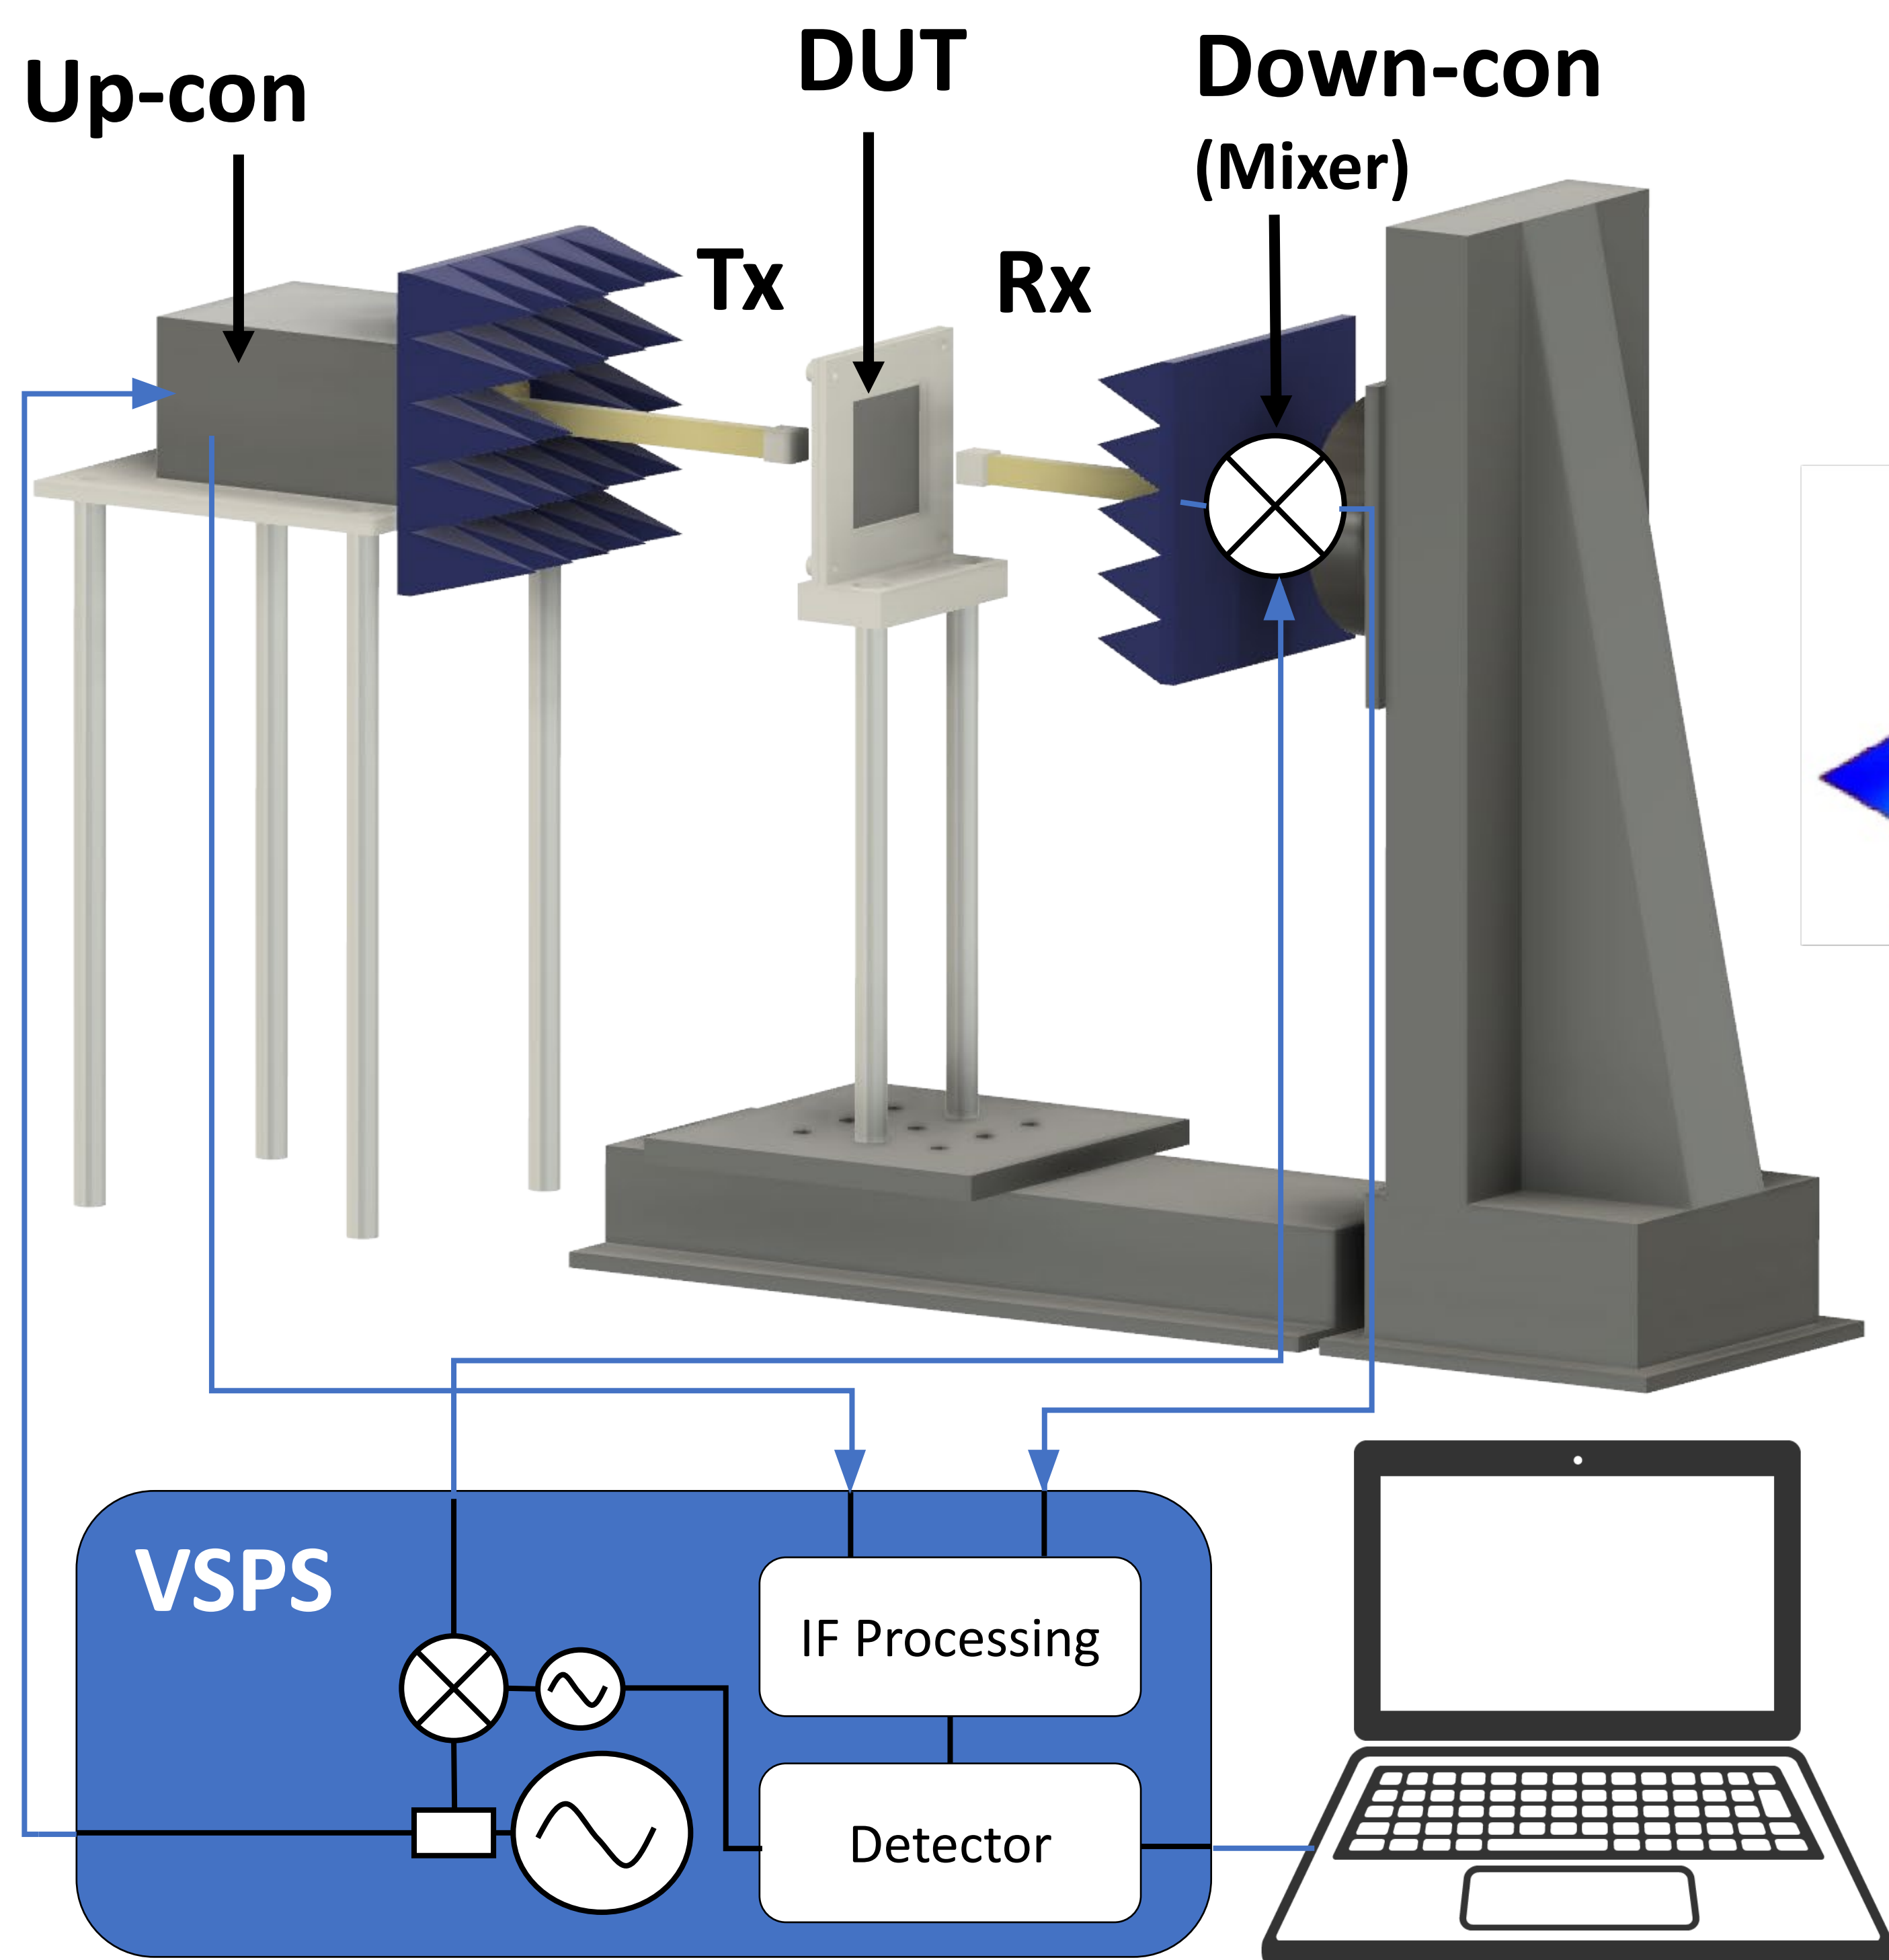 Up-con
DUT
Down-con
(Mixer)
Tx
Rx
VSPS
IF Processing
Detector